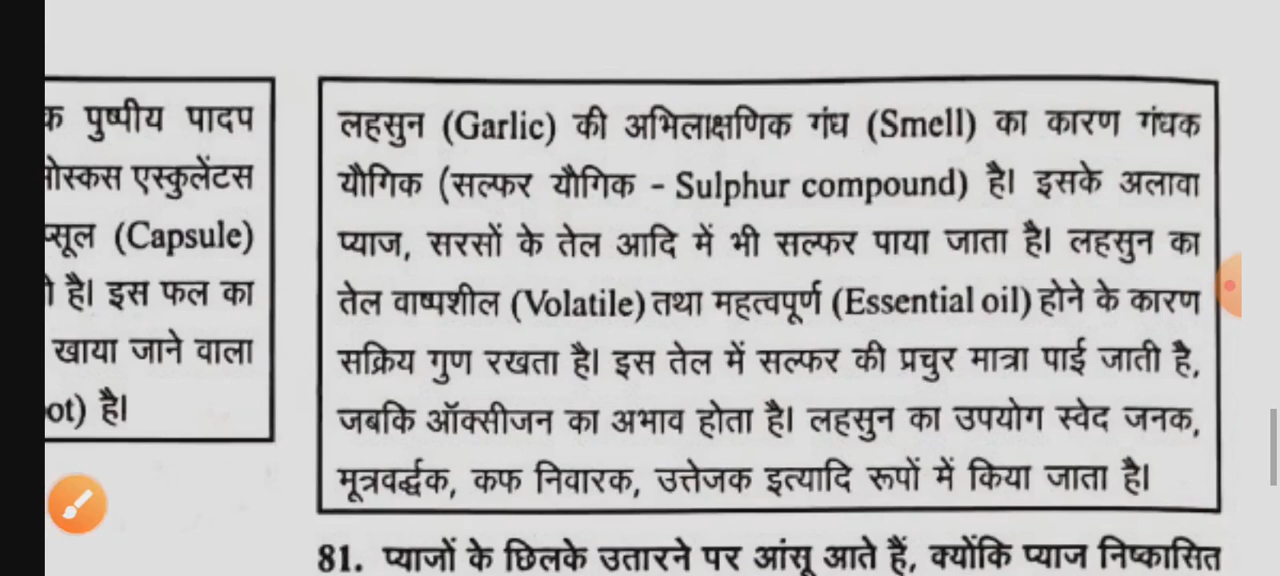 पुष्पीय पादप
एस्कुलेंटस
(Capsule)
है। इस फल का
खाया जाने वाला
है।
लहसुन (Garlic) की अभिलाक्षणिक गंध (Smell) का कारण गंधक
यौगिक (सल्फर यौगिक - Sulphur compound) है। इसके अलावा
प्याज, सरसों के तेल आदि में भी सल्फर पाया जाता है। लहसुन का
तेल वाष्पशील (Volatile) तथा महत्वपूर्ण (Essential oil) होने के कारण
सक्रिय गुण रखता है। इस तेल में सल्फर की प्रचुर मात्रा पाई जाती है,
जबकि ऑक्सीजन का अभाव होता है। लहसुन का उपयोग स्वेद जनक,
मूत्रवर्द्धक, कफ निवारक, उत्तेजक इत्यादि रूपों में किया जाता है।
81. प्याजों के छिलके उतारने पर आंसू आते हैं, क्योंकि प्याज निष्कासित